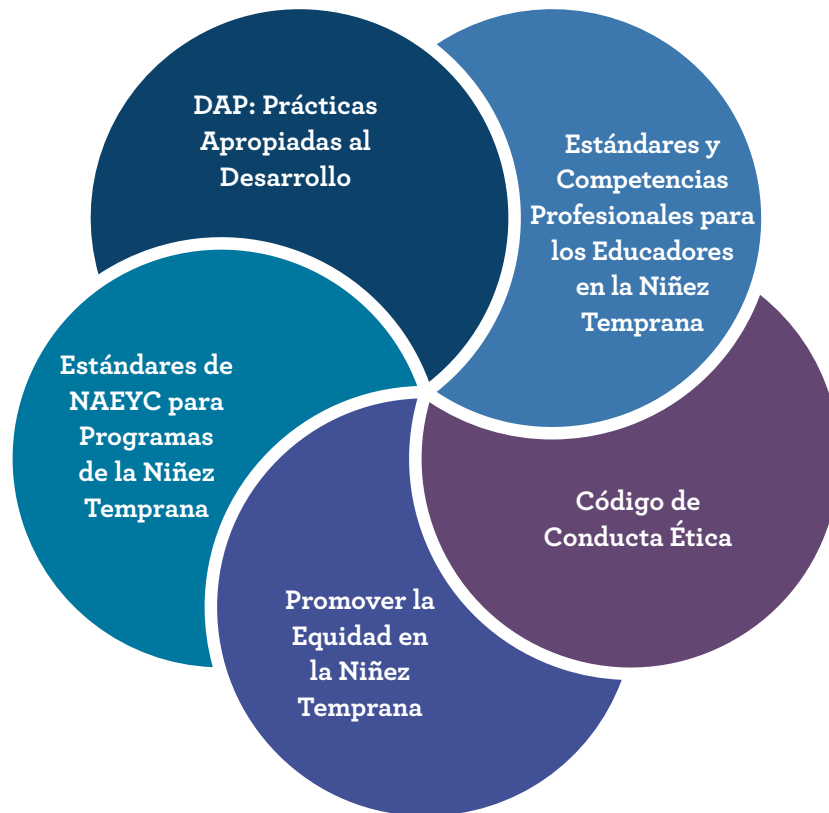 DAP: Prácticas
Apropiadas al
Desarrollo
Estándares y
Competencias
Profesionales para
los Educadores
en la Niñez
Temprana
Estándares de
NAEYC para
Programas
de la Niñez
Temprana
Código de
Conducta Ética
Promover la
Equidad en
la Niñez
Temprana